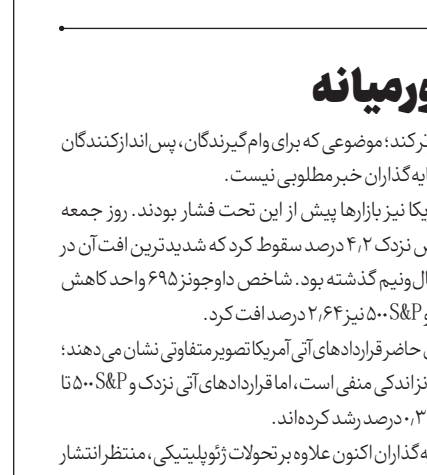 ورمیانه
تر کند؛ موضوعی که برای وام‌گیرندگان، پس‌اندازکنندگان
ایه‌گذاران خبر مطلوبی نیست.
یکا نیز بازارها پیش از این تحت فشار بودند. روز جمعه
س نزدک ۴٫۲ درصد سقوط کرد که شدیدترین افت آن در
ال‌ونیم گذشته بود. شاخص داوجونز ۶۹۵ واحد کاهش
و S&P۵۰۰ نیز ۲٫۶۴ درصد افت کرد.
ل حاضر قراردادهای آتی آمریکا تصویر متفاوتی نشان می‌دهند؛
نز اندکی منفی است، اما قراردادهای آتی نزدک و S&P۵۰۰ تا
۰٫۳ درصد رشد کرده‌اند.
ه‌گذاران اکنون علاوه بر تحولات ژئوپلیتیکی، منتظر انتشار